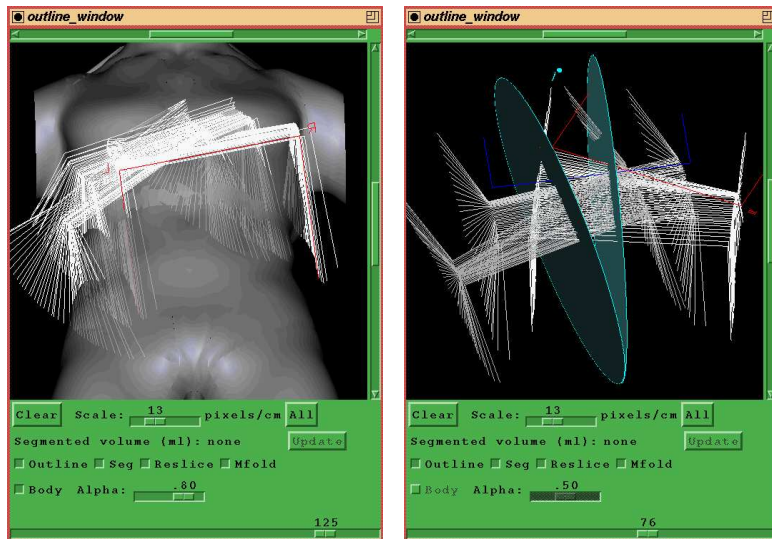 outline_window
Clear Scale: 13 pixels/cm All
Segmented volume (ml): none Update
Outline Seg Reslice Mfold
Body Alpha: .80
125
outline_window
Clear Scale: 13 pixels/cm All
Segmented volume (ml): none Update
Outline Seg Reslice Mfold
Body Alpha: .50
76